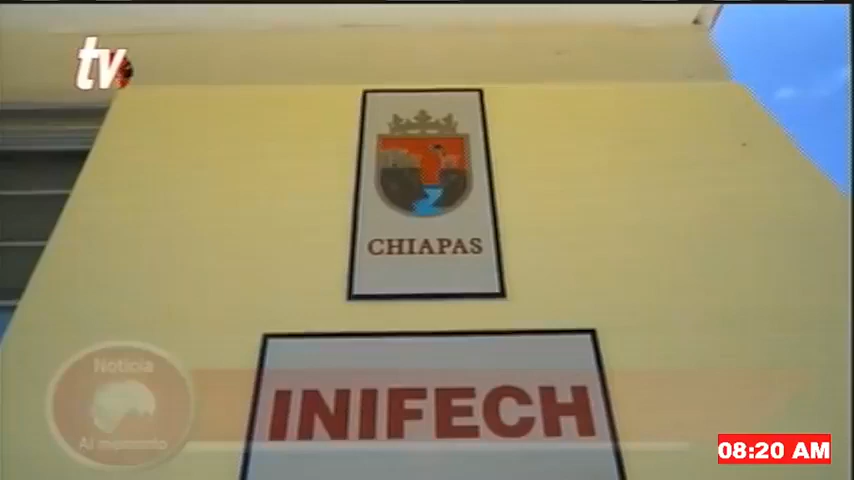 tv
CHIAPAS
INIFECH
Noticia
Al momento
08:20 AM